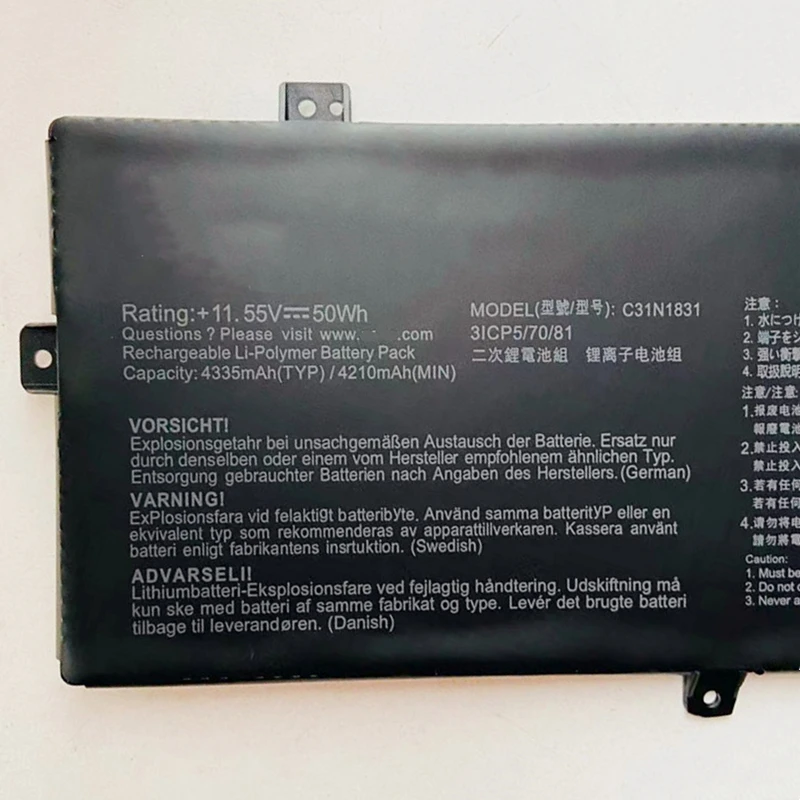 Rating:+11.55V⎓50Wh
Questions ? Please visit www. .com
Rechargeable Li-Polymer Battery Pack
Capacity: 4335mAh(TYP) / 4210mAh(MIN)
MODEL(型號/型号): C31N1831
3ICP5/70/81
二次鋰電池組 锂离子电池组
VORSICHT!
Explosionsgetahr bei unsachgemäßen Austausch der Batterie. Ersatz nur
durch denselben oder einem vom Hersteller empfohlenem ähnlichen Typ.
Entsorgung gebrauchter Batterien nach Angaben des Herstellers. (German)
VARNING!
ExPlosionsfara vid felaktigt batteribyte. Använd samma batterityP eller en
ekvivalent typ som rekommenderas av apparattillverkaren. Kassera använt
batteri enligt fabrikantens insrtuktion. (Swedish)
ADVARSELI!
Lithiumbatteri-Eksplosionsfare ved fejlagtig håndtering. Udskiftning må
kun ske med batteri af samme fabrikat og type. Levér det brugte batteri
tilbage til leverandøren. (Danish)
注意：
1. 水につけ
2. 端子をシ
3. 強い衝撃
4. 取扱說明
注意/注意:
1.报废电池
報廢電池
2.禁止投入
禁止投入
3.若有任何
若有任何
4.请勿将电
請勿將電
Caution:
1. Must be
2. Do not
3. Never a